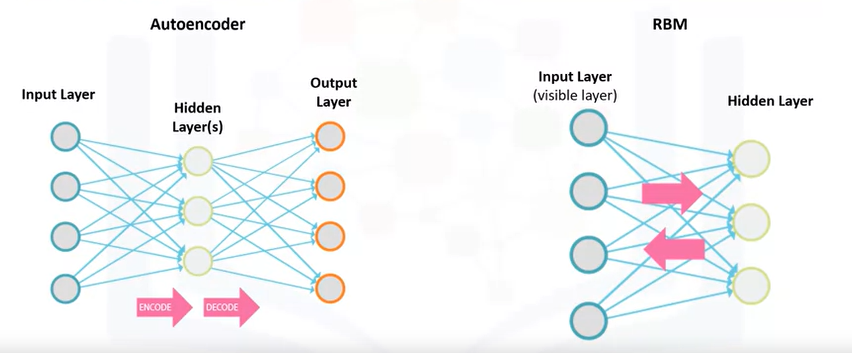 Autoencoder
Input Layer
Hidden
Layer(s)
Output
Layer
ENCODE
DECODE
RBM
Input Layer
(visible layer)
Hidden Layer